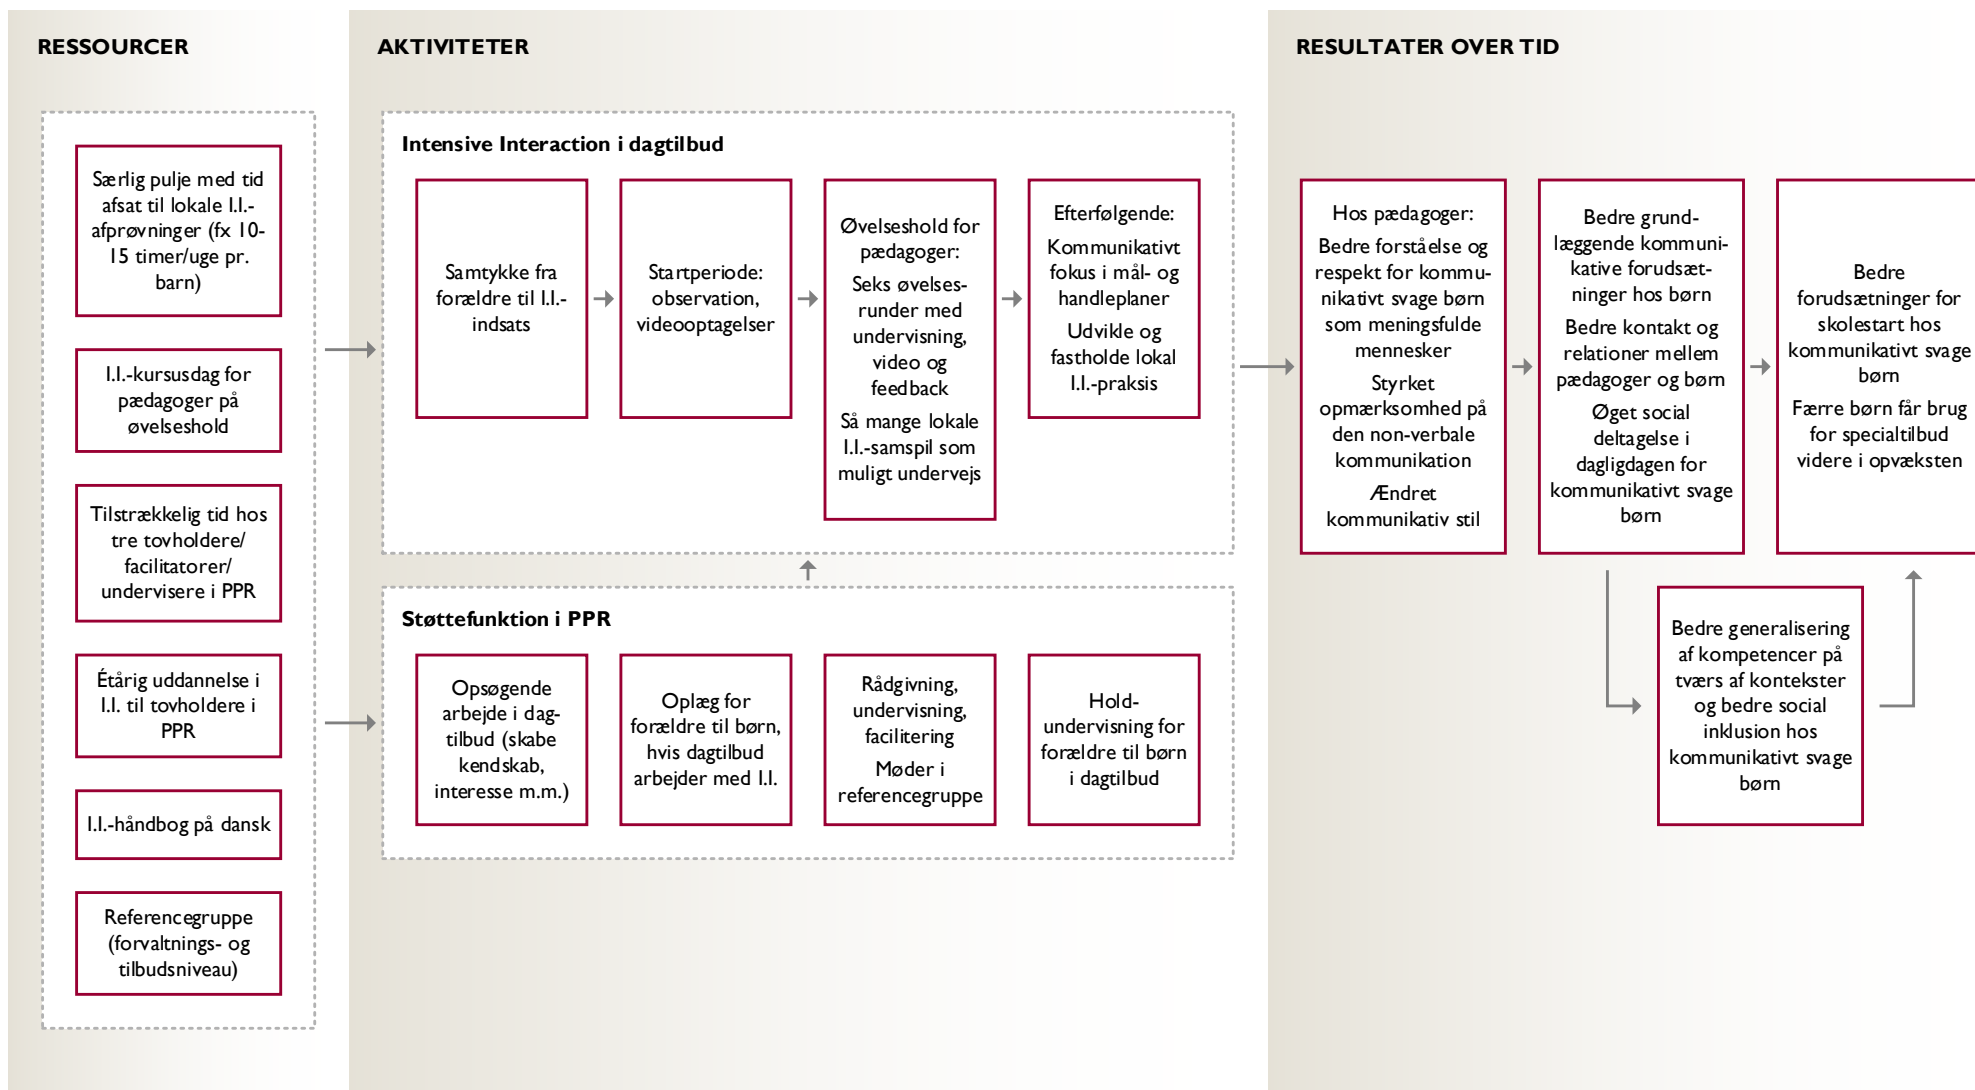 RESSOURCER
Særlig pulje med tid
afsat til lokale I.I.-
afprøvninger (fx 10-
15 timer/uge pr.
barn)
I.I.-kursusdag for
pædagoger på
øvelseshold
Tilstrækkelig tid hos
tre tovholdere/
facilitatorer/
undervisere i PPR
Étårig uddannelse i
I.I. til tovholdere i
PPR
I.I.-håndbog på dansk
Referencegruppe
(forvaltnings- og
tilbudsniveau)
AKTIVITETER
Intensive Interaction i dagtilbud
Samtykke fra
forældre til I.I.-
indsats
Startperiode:
observation,
videooptagelser
Øvelseshold for
pædagoger:
Seks øvelses-
runder med
undervisning,
video og
feedback
Så mange lokale
I.I.-samspil som
muligt undervejs
Efterfølgende:
Kommunikativt
fokus i mål- og
handleplaner
Udvikle og
fastholde lokal
I.I.-praksis
Støttefunktion i PPR
Opsøgende
arbejde i dag-
tilbud (skabe
kendskab,
interesse m.m.)
Oplæg for
forældre til børn,
hvis dagtilbud
arbejder med I.I.
Rådgivning,
undervisning,
facilitering
Møder i
referencegruppe
Hold-
undervisning for
forældre til børn
i dagtilbud
RESULTATER OVER TID
Hos pædagoger:
Bedre forståelse og
respekt for kommu-
nikativt svage børn
som meningsfulde
mennesker
Styrket
opmærksomhed på
den non-verbale
kommunikation
Ændret
kommunikativ stil
Bedre grund-
læggende kommuni-
kative forudsæt-
ninger hos børn
Bedre kontakt og
relationer mellem
pædagoger og børn
Øget social
deltagelse i
dagligdagen for
kommunikativt svage
børn
Bedre
forudsætninger for
skolestart hos
kommunikativt svage
børn
Færre børn får brug
for specialtilbud
videre i opvæksten
Bedre generalisering
af kompetencer på
tværs af kontekster
og bedre social
inklusion hos
kommunikativt svage
børn